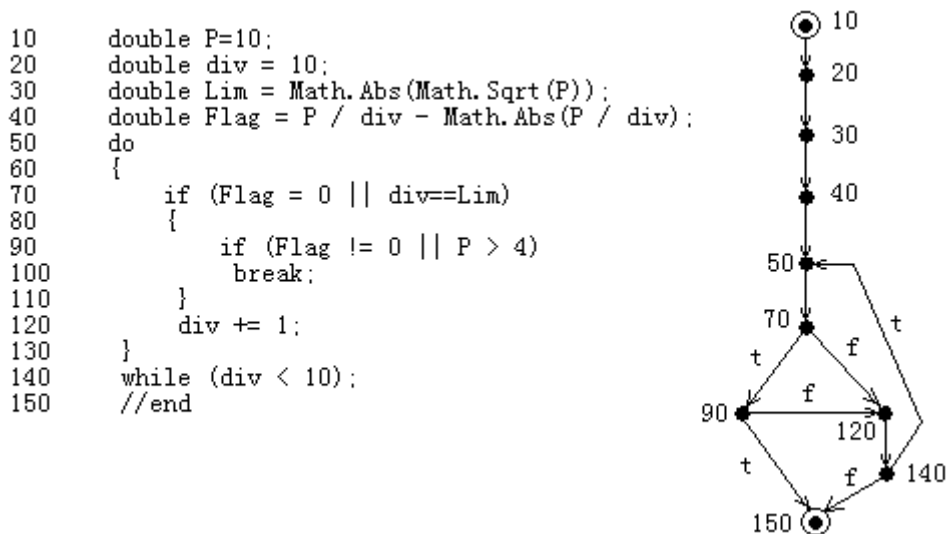 10 double P=10;
20 double div = 10;
30 double Lim = Math.Abs(Math.Sqrt(P));
40 double Flag = P / div - Math.Abs(P / div);
50 do
60 {
70 if (Flag = 0 || div==Lim)
80 {
90 if (Flag != 0 || P > 4)
100 break;
110 }
120 div += 1;
130 }
140 while (div < 10);
150 //end
10
20
30
40
50
70
t
f
t
90
f
120
t
f
140
150